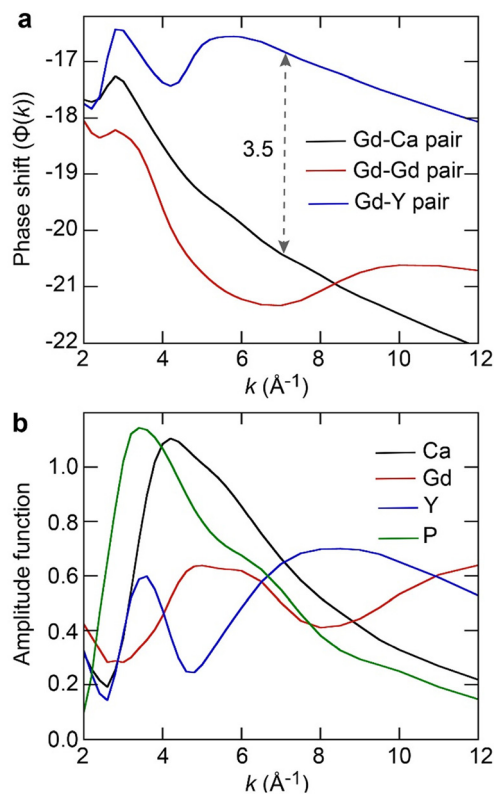 a
Phase shift (Φ(k))
-17
-18
-19
-20
-21
-22
3.5
Gd-Ca pair
Gd-Gd pair
Gd-Y pair
2 4 6 8 10 12
k (Å-1)
b
Amplitude function
1.0
0.8
0.6
0.4
0.2
0.0
Ca
Gd
Y
P
2 4 6 8 10 12
k (Å-1)